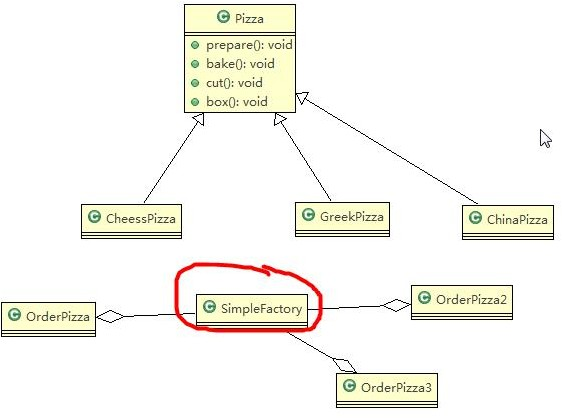 Pizza
prepare(): void
bake(): void
cut(): void
box(): void
CheessPizza
GreekPizza
ChinaPizza
OrderPizza
SimpleFactory
OrderPizza2
OrderPizza3